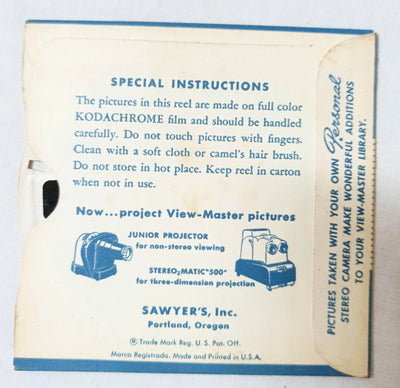 SPECIAL INSTRUCTIONS
The pictures in this reel are made on full color
KODACHROME film and should be handled
carefully. Do not touch pictures with fingers.
Clean with a soft cloth or camel's hair brush.
Do not store in hot place. Keep reel in carton
when not in use.
Now...project View-Master pictures
JUNIOR PROJECTOR
for non-stereo viewing
STEREO₂MATIC "500"
for three-dimension projection
SAWYER'S, Inc.
Portland, Oregon
® Trade Mark Reg. U. S. Pat. Off.
Marca Registrada. Made and Printed in U.S.A.
PICTURES TAKEN WITH YOUR OWN Personal
STEREO CAMERA MAKE WONDERFUL ADDITIONS
TO YOUR VIEW-MASTER LIBRARY.